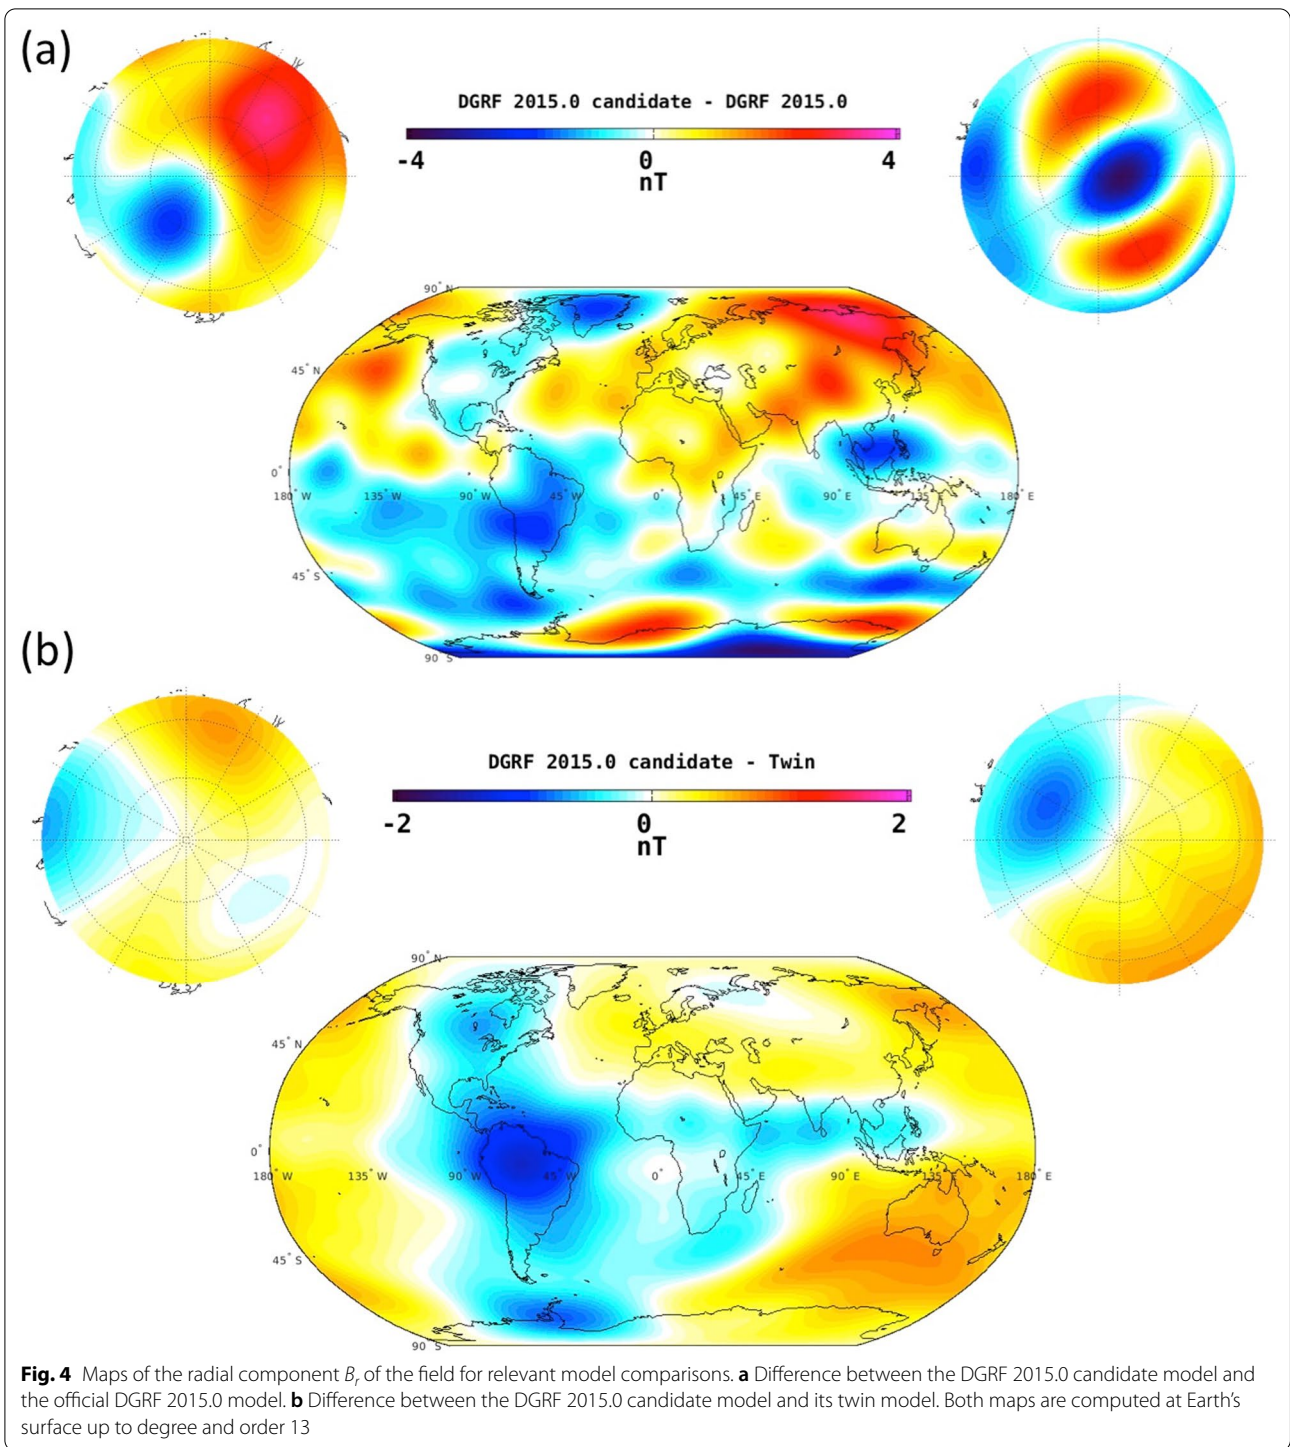 (a)
DGRF 2015.0 candidate - DGRF 2015.0
-4 0 4
nT
90° N
45° N
0°
180° W 135° W 90° W 45° W 0° 45° E 90° E 135° E 180° E
45° S
90° S
(b)
DGRF 2015.0 candidate - Twin
-2 0 2
nT
90° N
45° N
0°
180° W 135° W 90° W 45° W 0° 45° E 90° E 135° E 180° E
45° S
90° S
Fig. 4 Maps of the radial component Br of the field for relevant model comparisons. a Difference between the DGRF 2015.0 candidate model and
the official DGRF 2015.0 model. b Difference between the DGRF 2015.0 candidate model and its twin model. Both maps are computed at Earth's
surface up to degree and order 13